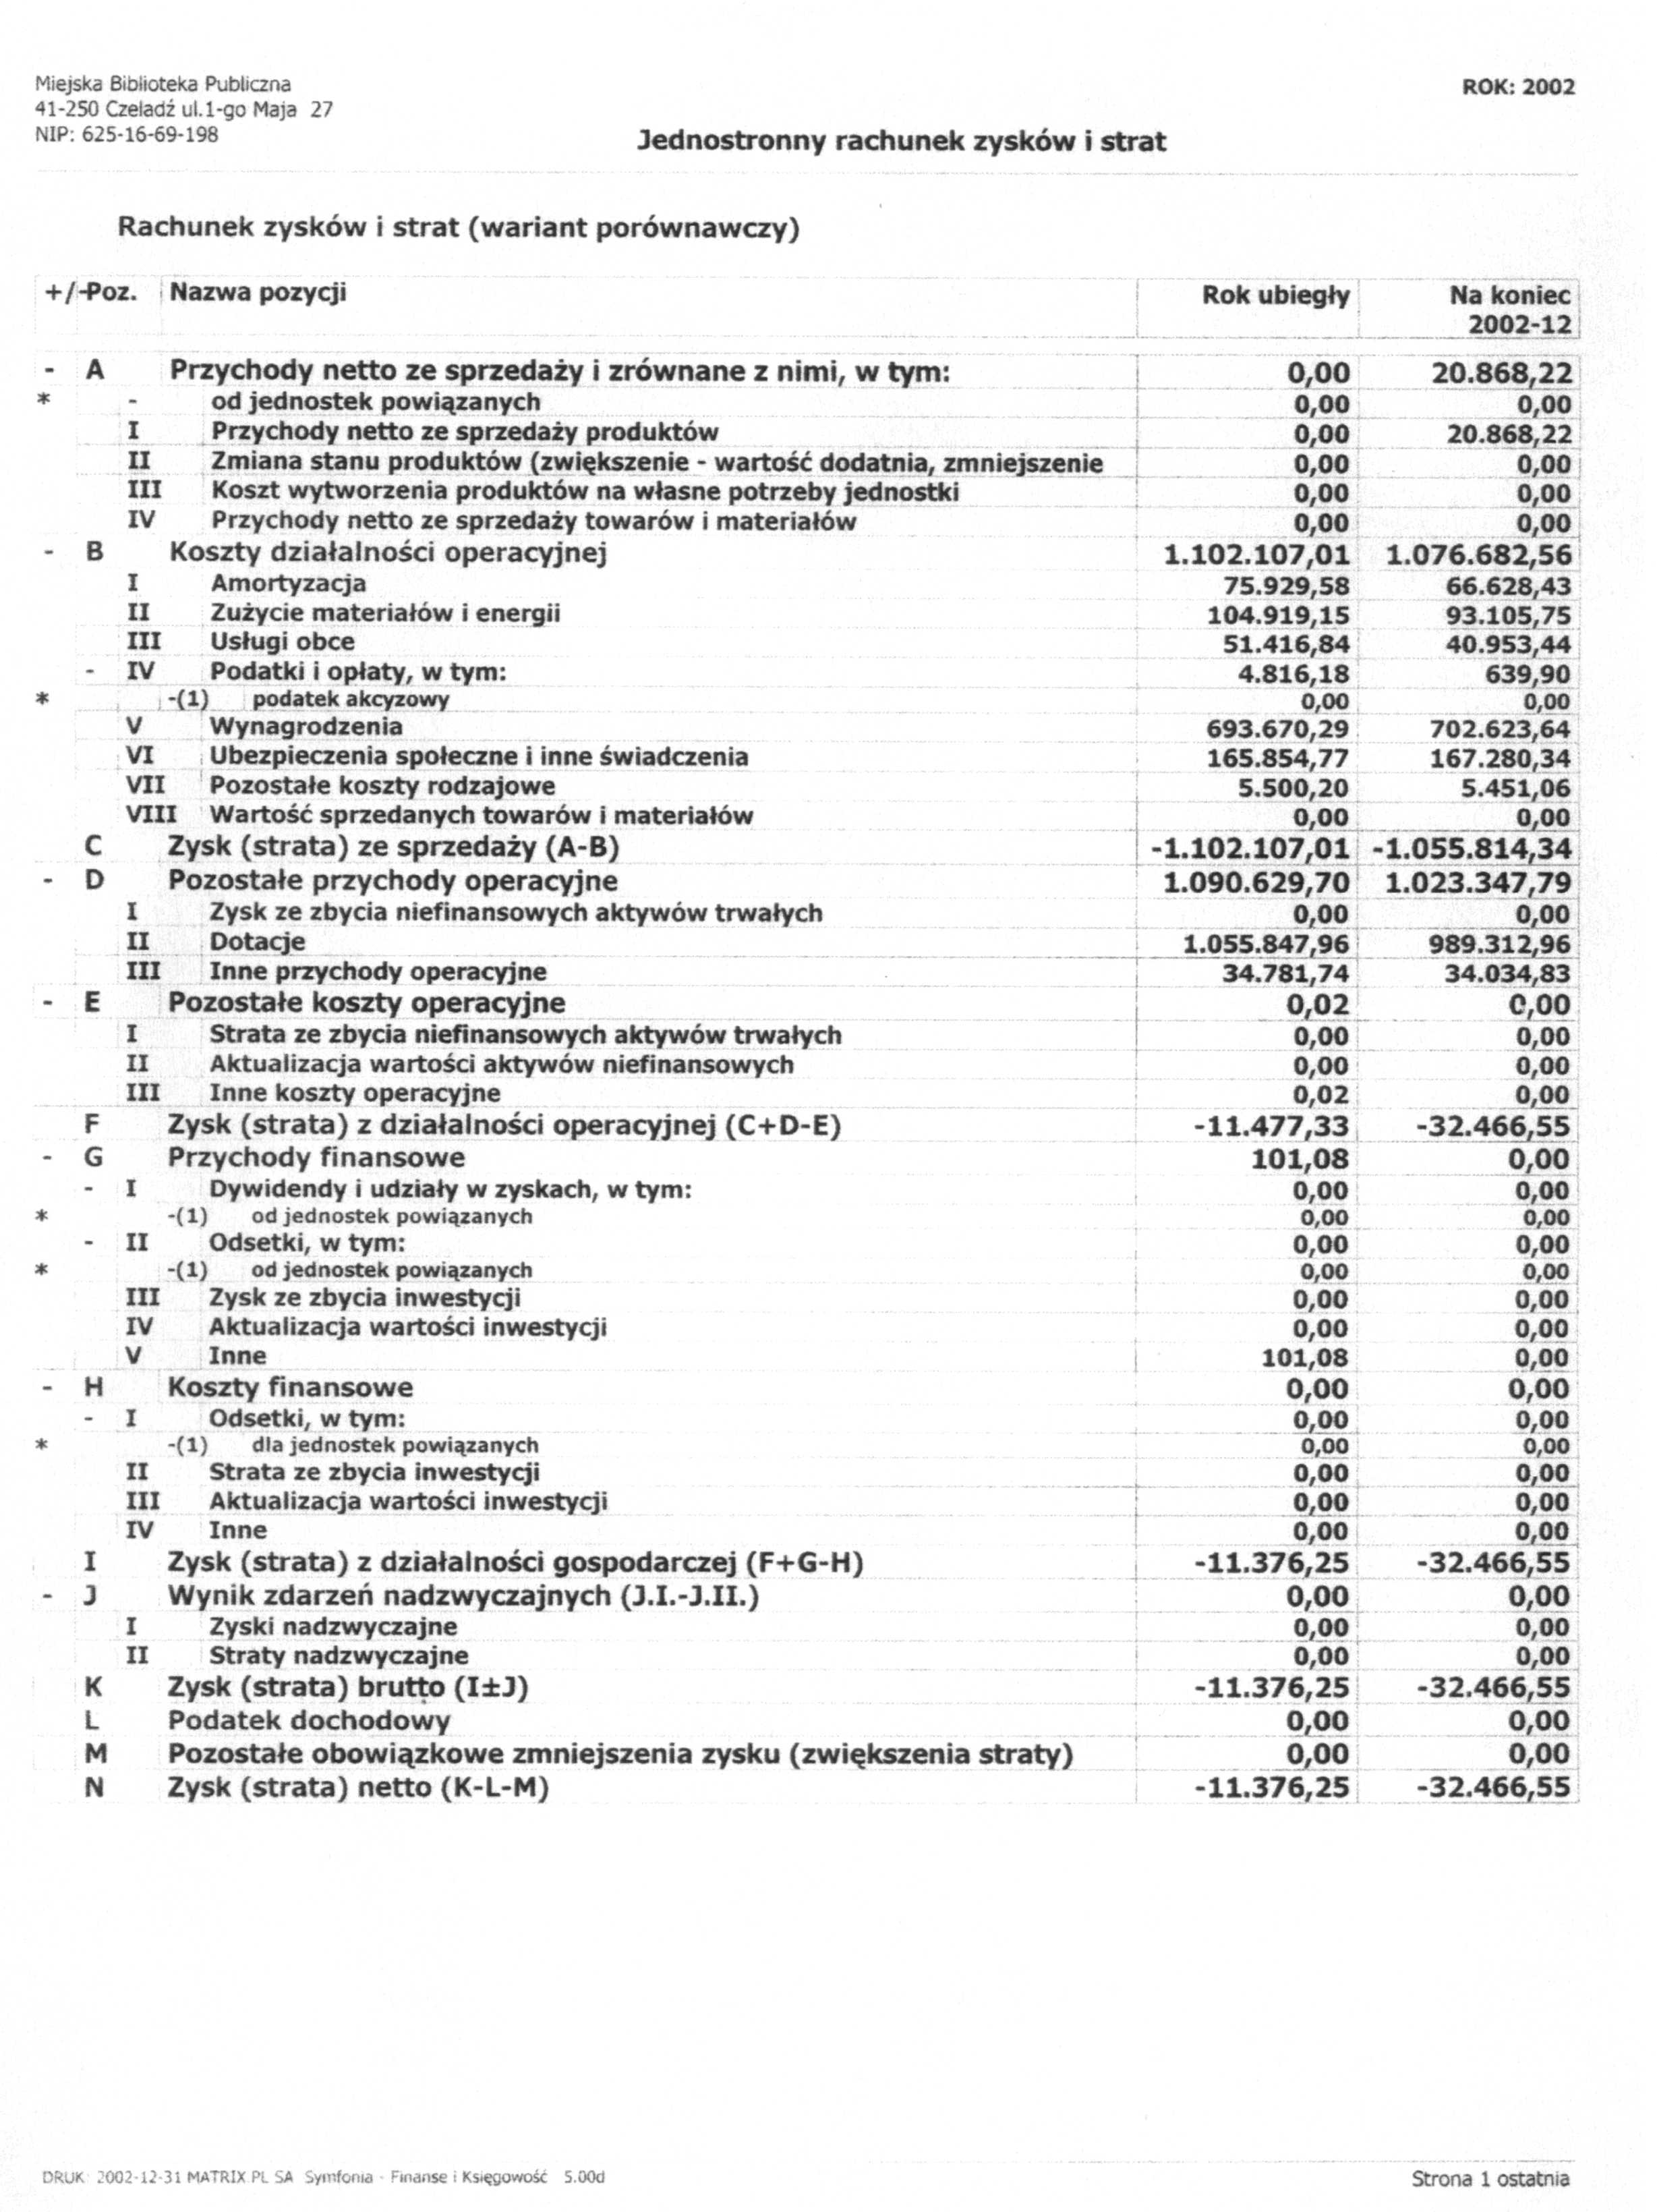 Miejska Biblioteka Publiczna
ROK: 2002
41-250 Czeladź ul.1-go Maja 27
NIP: 625-16-69-198
Jednostronny rachunek zysków i strat
Rachunek zysków i strat (wariant porównawczy)
+/-Poz. Nazwa pozycji Rok ubiegły Na koniec
2002-12
- A Przychody netto ze sprzedaży i zrównane z nimi, w tym: 0,00 20.868,22
* - od jednostek powiązanych 0,00 0,00
I Przychody netto ze sprzedaży produktów 0,00 20.868,22
II Zmiana stanu produktów (zwiększenie - wartość dodatnia, zmniejszenie 0,00 0,00
III Koszt wytworzenia produktów na własne potrzeby jednostki 0,00 0,00
IV Przychody netto ze sprzedaży towarów i materiałów 0,00 0,00
- B Koszty działalności operacyjnej 1.102.107,01 1.076.682,56
I Amortyzacja 75.929,58 66.628,43
II Zużycie materiałów i energii 104.919,15 93.105,75
III Usługi obce 51.416,84 40.953,44
- IV Podatki i opłaty, w tym: 4.816,18 639,90
* -(1) podatek akcyzowy 0,00 0,00
V Wynagrodzenia 693.670,29 702.623,64
VI Ubezpieczenia społeczne i inne świadczenia 165.854,77 167.280,34
VII Pozostałe koszty rodzajowe 5.500,20 5.451,06
VIII Wartość sprzedanych towarów i materiałów 0,00 0,00
C Zysk (strata) ze sprzedaży (A-B) -1.102.107,01 -1.055.814,34
- D Pozostałe przychody operacyjne 1.090.629,70 1.023.347,79
I Zysk ze zbycia niefinansowych aktywów trwałych 0,00 0,00
II Dotacje 1.055.847,96 989.312,96
III Inne przychody operacyjne 34.781,74 34.034,83
- E Pozostałe koszty operacyjne 0,02 0,00
I Strata ze zbycia niefinansowych aktywów trwałych 0,00 0,00
II Aktualizacja wartości aktywów niefinansowych 0,00 0,00
III Inne koszty operacyjne 0,02 0,00
F Zysk (strata) z działalności operacyjnej (C+D-E) -11.477,33 -32.466,55
- G Przychody finansowe 101,08 0,00
- I Dywidendy i udziały w zyskach, w tym: 0,00 0,00
* -(1) od jednostek powiązanych 0,00 0,00
- II Odsetki, w tym: 0,00 0,00
* -(1) od jednostek powiązanych 0,00 0,00
III Zysk ze zbycia inwestycji 0,00 0,00
IV Aktualizacja wartości inwestycji 0,00 0,00
V Inne 101,08 0,00
- H Koszty finansowe 0,00 0,00
- I Odsetki, w tym: 0,00 0,00
* -(1) dla jednostek powiązanych 0,00 0,00
II Strata ze zbycia inwestycji 0,00 0,00
III Aktualizacja wartości inwestycji 0,00 0,00
IV Inne 0,00 0,00
I Zysk (strata) z działalności gospodarczej (F+G-H) -11.376,25 -32.466,55
- J Wynik zdarzeń nadzwyczajnych (J.I.-J.II.) 0,00 0,00
I Zyski nadzwyczajne 0,00 0,00
II Straty nadzwyczajne 0,00 0,00
K Zysk (strata) brutto (I±J) -11.376,25 -32.466,55
L Podatek dochodowy 0,00 0,00
M Pozostałe obowiązkowe zmniejszenia zysku (zwiększenia straty) 0,00 0,00
N Zysk (strata) netto (K-L-M) -11.376,25 -32.466,55
DRUK: 2002-12-31 MATRIX.PL SA Symfonia - Finanse i Księgowość 5.00d
Strona 1 ostatnia